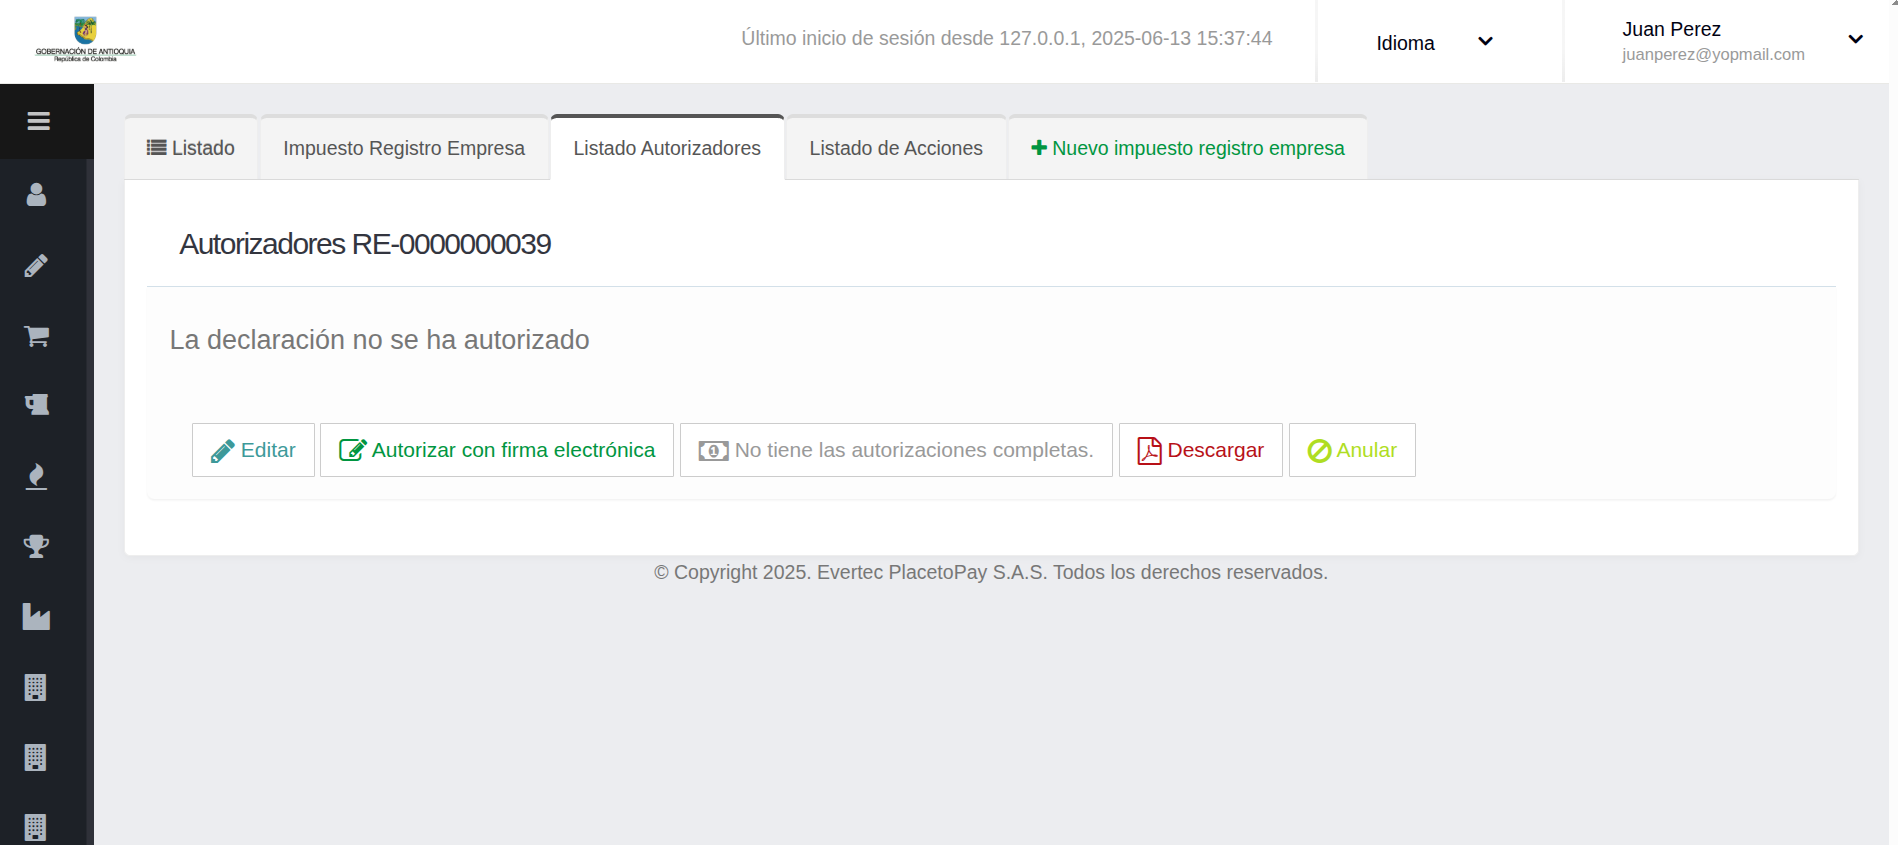 GOBERNACIÓN DE ANTIOQUIA
República de Colombia
Último inicio de sesión desde 127.0.0.1, 2025-06-13 15:37:44
Idioma
Juan Perez
juanperez@yopmail.com
Listado
Impuesto Registro Empresa
Listado Autorizadores
Listado de Acciones
Nuevo impuesto registro empresa
Autorizadores RE-0000000039
La declaración no se ha autorizado
Editar
Autorizar con firma electrónica
No tiene las autorizaciones completas.
Descargar
Anular
© Copyright 2025. Evertec PlacetoPay S.A.S. Todos los derechos reservados.